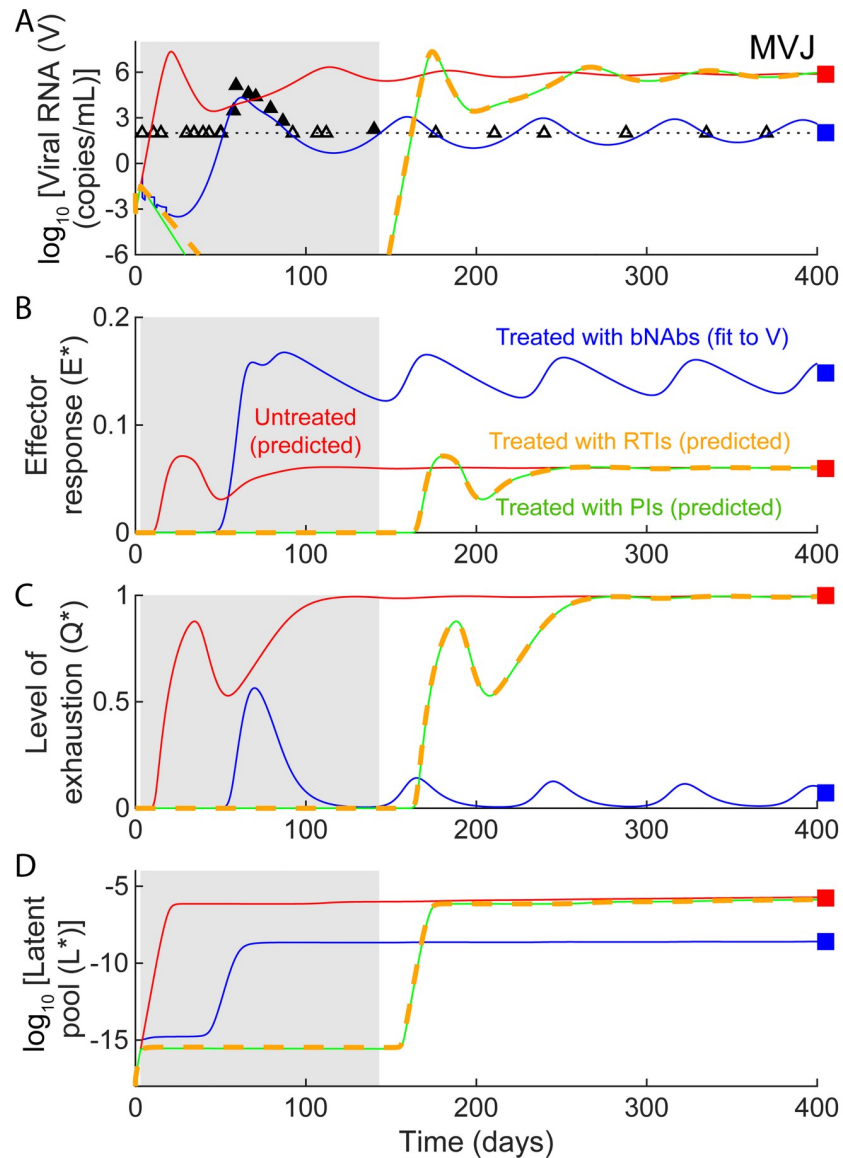 A
MVJ
log10 [Viral RNA (V)
(copies/mL)]
6
3
0
-3
-6
0 100 200 300 400
B
Effector
response (E*)
0.2
0.1
0
Treated with bNAbs (fit to V)
Untreated
(predicted)
Treated with RTIs (predicted)
Treated with PIs (predicted)
0 100 200 300 400
C
Level of
exhaustion (Q*)
1
0.5
0
0 100 200 300 400
D
log10 [Latent
pool (L*)]
-5
-10
-15
0 100 200 300 400
Time (days)